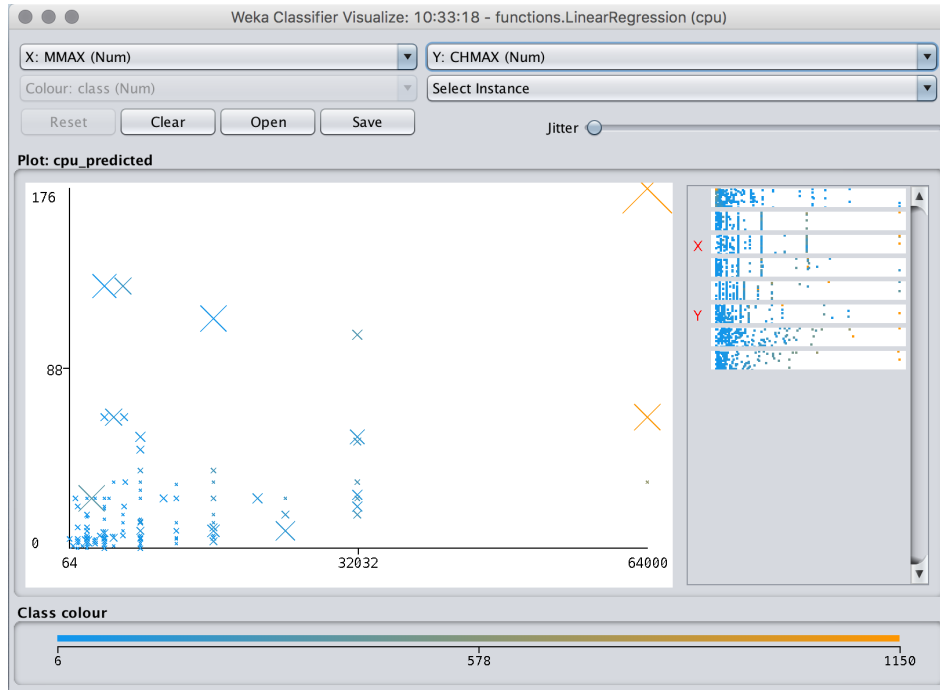 Weka Classifier Visualize: 10:33:18 - functions.LinearRegression (cpu)
X: MMAX (Num)
Y: CHMAX (Num)
Colour: class (Num)
Select Instance
Reset
Clear
Open
Save
Jitter
Plot: cpu_predicted
176
88
0
64
32032
64000
X
Y
Class colour
6
578
1150